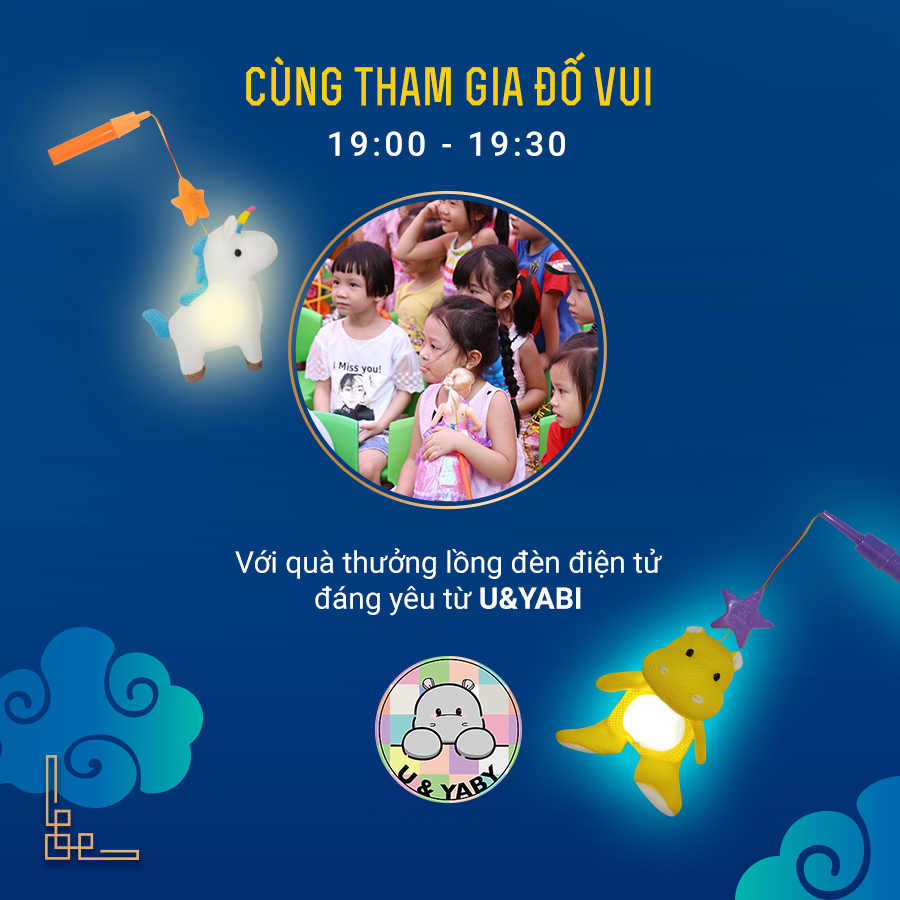 CÙNG THAM GIA ĐỐ VUI
19:00 - 19:30
I Miss you!
Với quà thưởng lồng đèn điện tử
đáng yêu từ U&YABI
U & YABY